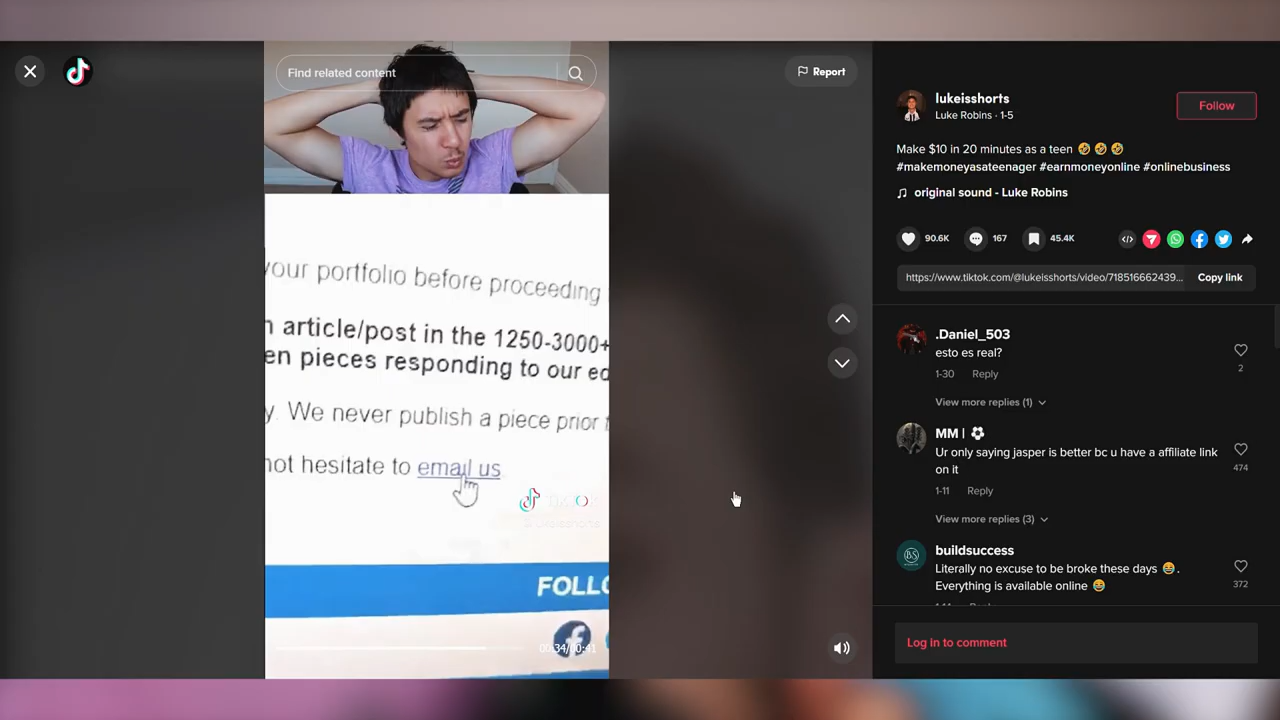 Find related content
Report
your portfolio before proceeding
n article/post in the 1250-3000+
en pieces responding to our ed
y. We never publish a piece prior t
not hesitate to email us
TikTok
FOLLO
00:34/00:41
lukeisshorts
Luke Robins · 1-5
Follow
Make $10 in 20 minutes as a teen 🤣 🤣 🤣
#makemoneyasateenager #earnmoneyonline #onlinebusiness
original sound - Luke Robins
90.6K
167
45.4K
https://www.tiktok.com/@lukeisshorts/video/718516662439...
Copy link
.Daniel_503
esto es real?
1-30 Reply
2
View more replies (1)
MM | ⚽
Ur only saying jasper is better bc u have a affiliate link
on it
474
1-11 Reply
View more replies (3)
buildsuccess
Literally no excuse to be broke these days 😂 .
Everything is available online 😂
372
Log in to comment